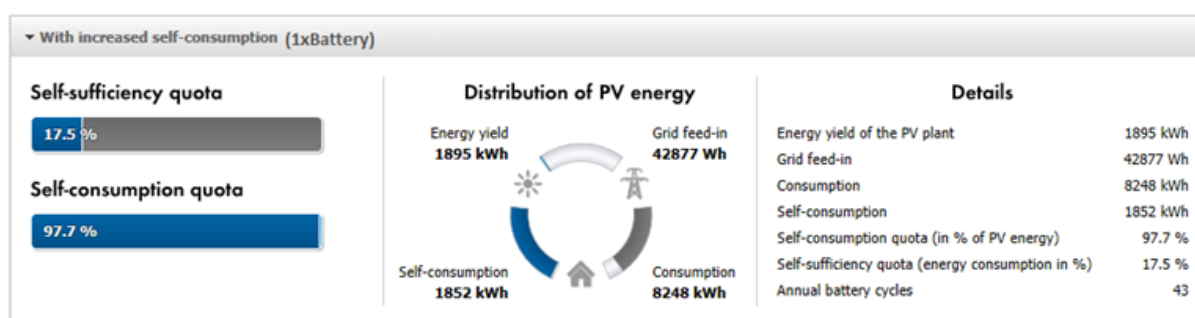 With increased self-consumption (1xBattery)
Self-sufficiency quota
17.5 %
Self-consumption quota
97.7 %
Distribution of PV energy
Energy yield
1895 kWh
Grid feed-in
42877 Wh
Self-consumption
1852 kWh
Consumption
8248 kWh
Details
Energy yield of the PV plant 1895 kWh
Grid feed-in 42877 Wh
Consumption 8248 kWh
Self-consumption 1852 kWh
Self-consumption quota (in % of PV energy) 97.7 %
Self-sufficiency quota (energy consumption in %) 17.5 %
Annual battery cycles 43